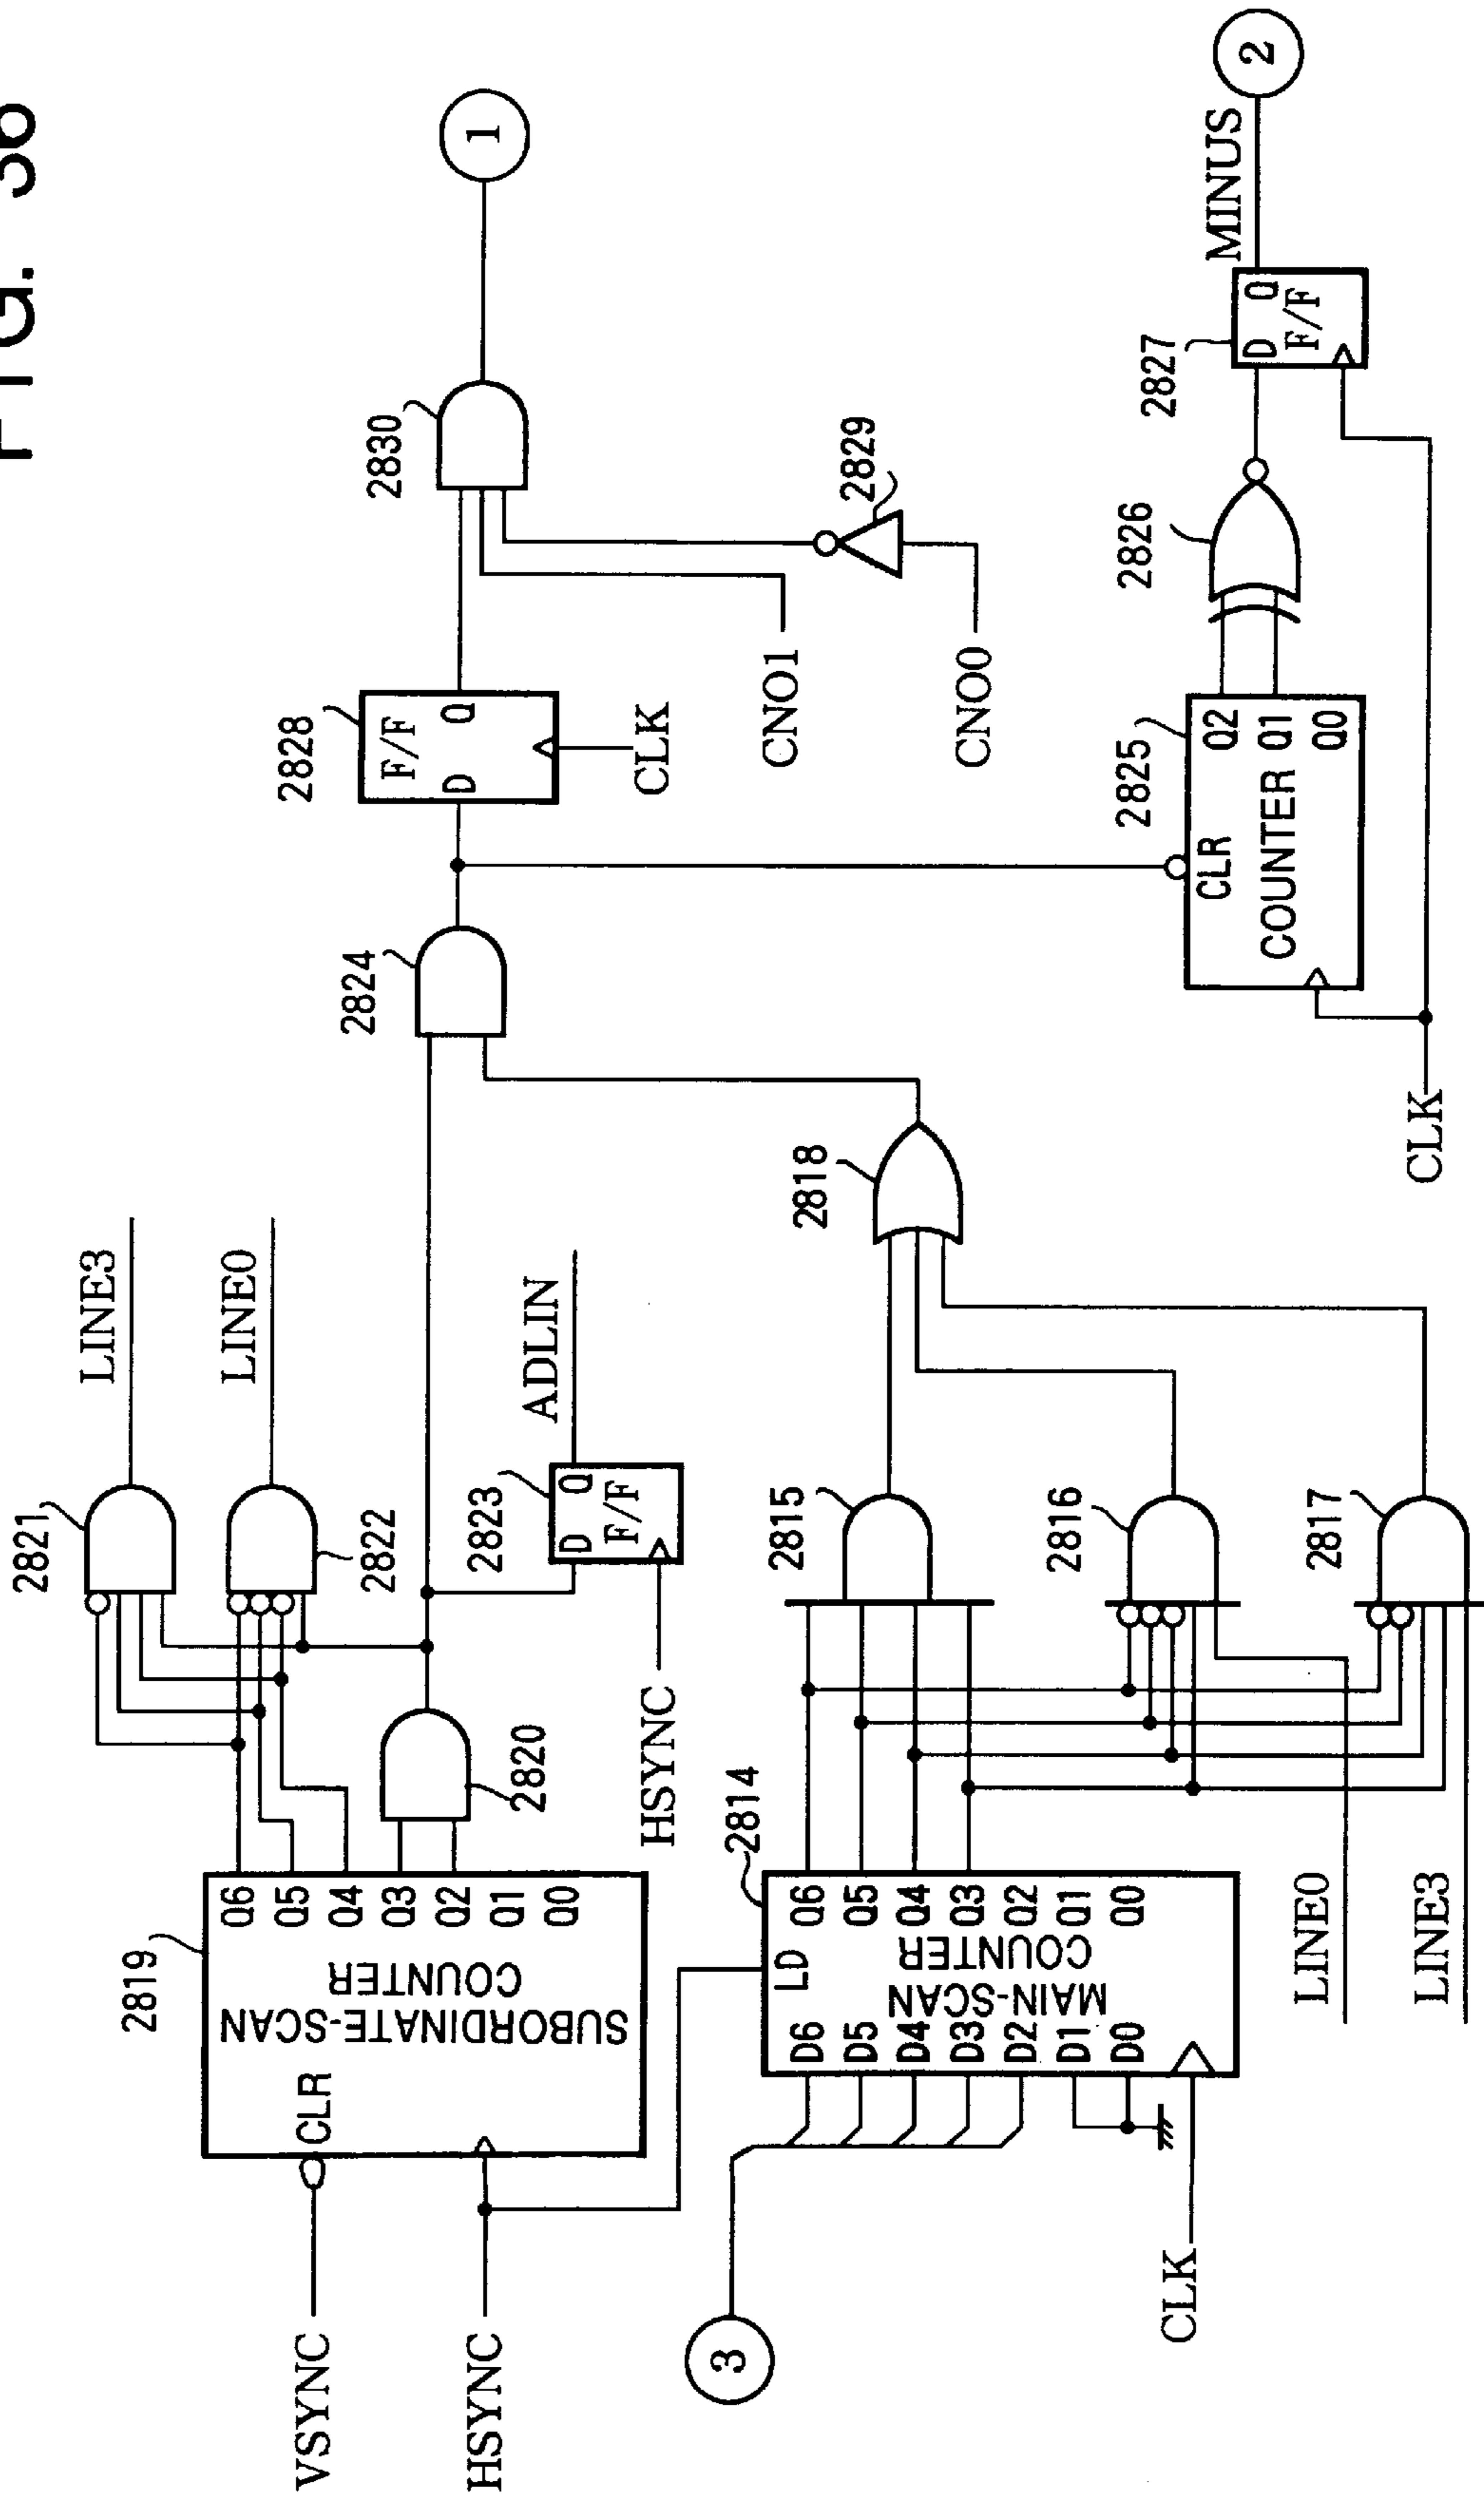 2821
LINE3
LINE0
2822
2819
SUBORDINATE-SCAN
COUNTER
CLR
Q6
Q5
Q4
Q3
Q2
Q1
Q0
VSYNC
HSYNC
2820
2823
D Q
F/F
ADLIN
HSYNC
2824
2828
F/F
D Q
CLK
2830
1
CNO1
CNO0
2829
3
2814
LD
MAIN-SCAN
COUNTER
D6 Q6
D5 Q5
D4 Q4
D3 Q3
D2 Q2
D1 Q1
D0 Q0
CLK
2815
2816
2817
LINE0
LINE3
2818
2825
CLR
COUNTER
Q2
Q1
Q0
CLK
2826
2827
D Q
F/F
MINUS
2